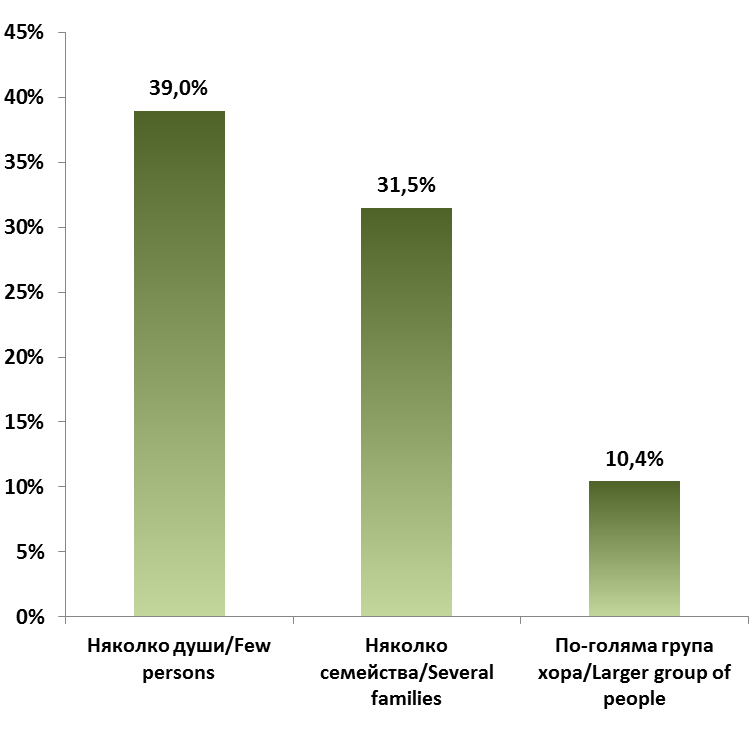 45%
40%
35%
30%
25%
20%
15%
10%
5%
0%
39,0%
31,5%
10,4%
Няколко души/Few
persons
Няколко
семейства/Several
families
По-голяма група
хора/Larger group of
people